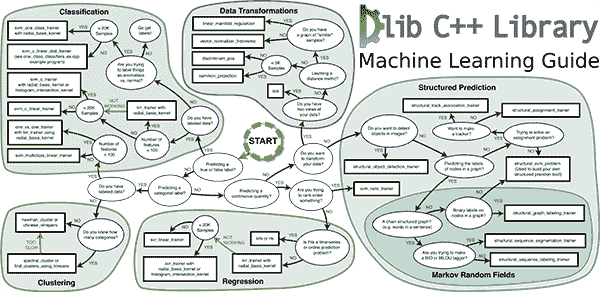 Dlib C++ Library
Machine Learning Guide
Classification
svm_one_class_trainer
with radial_basis_kernel
svm_c_linear_dcd_trainer
(see one_class_classifiers_ex.cpp
example program)
svm_c_trainer
with radial_basis_kernel or
histogram_intersection_kernel
svm_c_linear_trainer
one_vs_one_trainer
with krr_trainer using
radial_basis_kernel
svm_multiclass_linear_trainer
< 20K
Samples
YES
NO
Go get
labels!
Are you trying
to label things
as anomalous
vs. normal?
< 20K
Samples
NOT
WORKING
krr_trainer with
radial_basis_kernel
Number of
features
< 100
Number of
features
< 100
Do you have
labeled data?
Data Transformations
linear_manifold_regularizer
vector_normalizer_frobmetric
discriminant_pca
sammon_projection
cca
< 5K
Samples
Do you have
a graph of "similar"
samples?
Learning a
distance metric?
Do you have
two views of
your data?
START
Predicting a
true or false label?
Do you want
to transform
your data?
Do you have
labeled data?
Predicting a
categorical label?
Predicting a
continuous quantity?
Are you trying
to rank order
something?
svm_rank_trainer
Structured Prediction
structural_track_association_trainer
structural_assignment_trainer
Do you want to detect
objects in images?
Want to make
a tracker?
Trying to solve an
assignment problem?
structural_object_detection_trainer
Predicting the labels
of nodes in a graph?
structural_svm_problem
(Used to build your own
structured prediction tool)
A chain structured graph?
(e.g. words in a sentence)
Binary labels on
nodes in a graph?
structural_graph_labeling_trainer
structural_sequence_segmentation_trainer
Are you trying to make
a BIO or BILOU tagger?
structural_sequence_labeling_trainer
Markov Random Fields
Clustering
newman_cluster or
chinese_whispers
TOO
SLOW
spectral_cluster or
find_clusters_using_kmeans
Do you know how
many categories?
Regression
< 20K
Samples
svr_linear_trainer
NOT
WORKING
krls or rls
svr_trainer with
radial_basis_kernel or
histogram_intersection_kernel
krr_trainer with
radial_basis_kernel
Is this a time-series
or online prediction
problem?